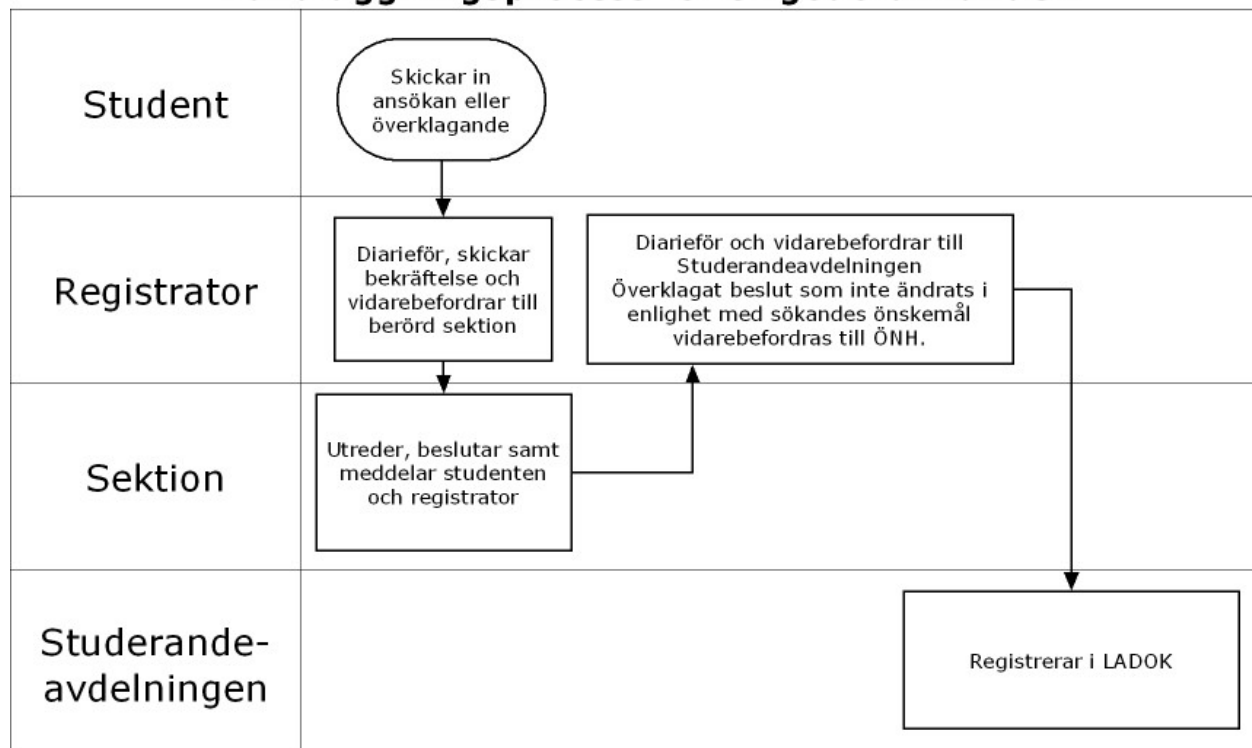 Student
Skickar in
ansökan eller
överklagande
Registrator
Diarieför, skickar
bekräftelse och
vidarebefordrar till
berörd sektion
Diarieför och vidarebefordrar till
Studerandeavdelningen
Överklagat beslut som inte ändrats i
enlighet med sökandes önskemål
vidarebefordras till ÖNH.
Sektion
Utreder, beslutar samt
meddelar studenten
och registrator
Studerande-
avdelningen
Registrerar i LADOK